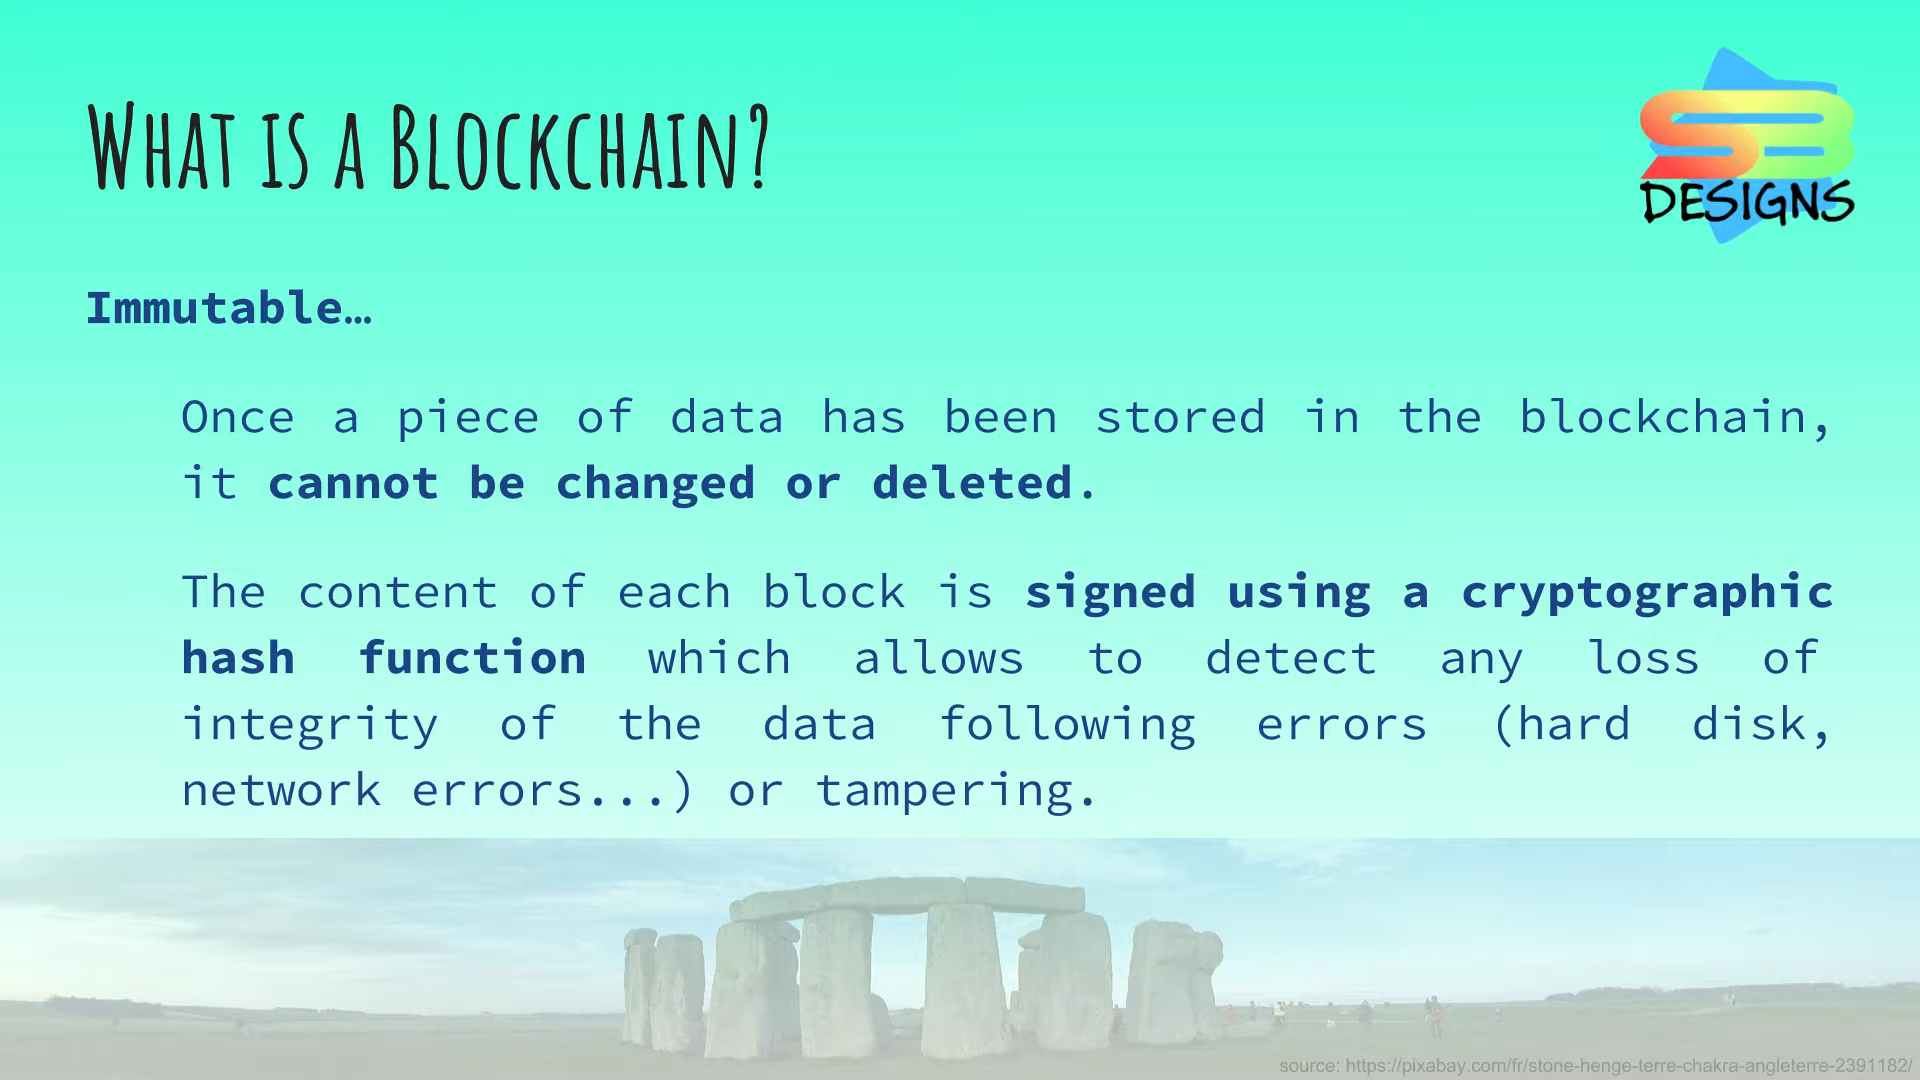 What is a Blockchain?
SB
DESIGNS
Immutable…
Once a piece of data has been stored in the blockchain,
it cannot be changed or deleted.
The content of each block is signed using a cryptographic
hash function which allows to detect any loss of
integrity of the data following errors (hard disk,
network errors...) or tampering.
source: https://pixabay.com/fr/stone-henge-terre-chakra-angleterre-2391182/